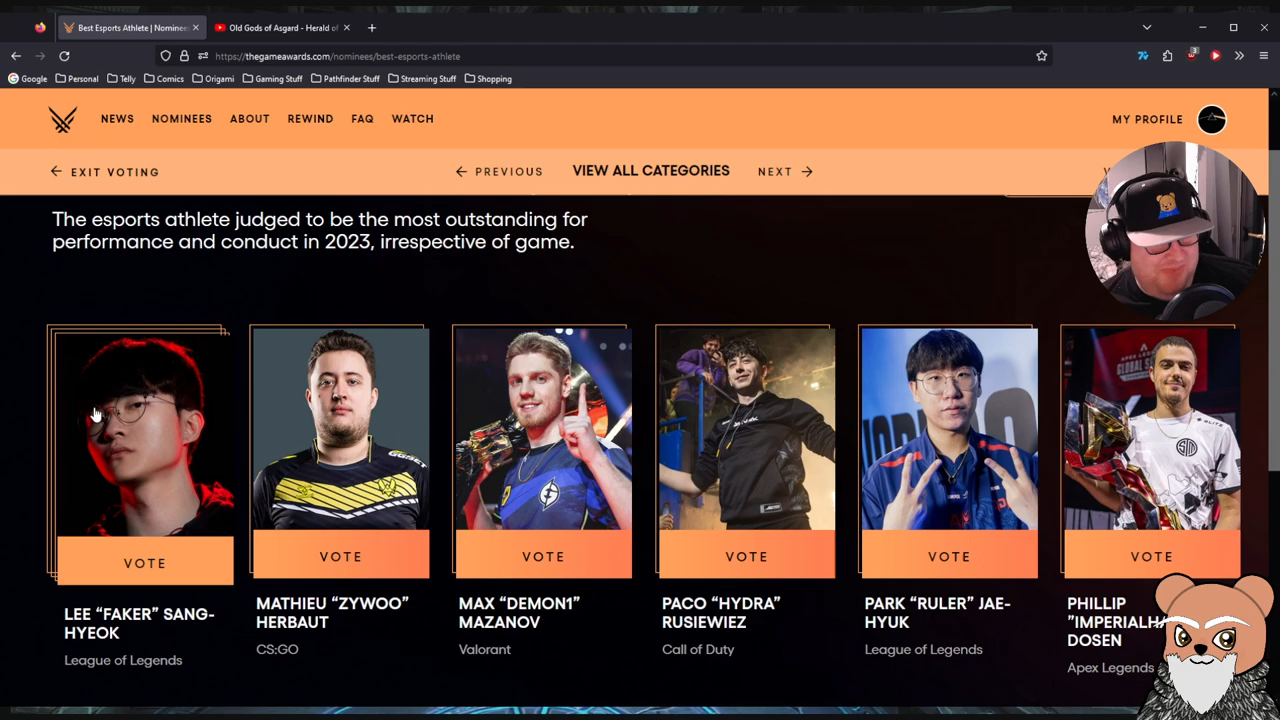 Best Esports Athlete | Nominee
Old Gods of Asgard - Herald of
https://thegameawards.com/nominees/best-esports-athlete
3
Google Personal Telly Comics Origami Gaming Stuff Pathfinder Stuff Streaming Stuff Shopping
NEWS NOMINEES ABOUT REWIND FAQ WATCH MY PROFILE
EXIT VOTING PREVIOUS VIEW ALL CATEGORIES NEXT
The esports athlete judged to be the most outstanding for
performance and conduct in 2023, irrespective of game.
VOTE VOTE VOTE VOTE VOTE VOTE
LEE “FAKER” SANG-
HYEOK
League of Legends
MATHIEU “ZYWOO”
HERBAUT
CS:GO
MAX “DEMON1”
MAZANOV
Valorant
PACO “HYDRA”
RUSIEWIEZ
Call of Duty
PARK “RULER” JAE-
HYUK
League of Legends
PHILLIP
”IMPERIALHA
DOSEN
Apex Legends